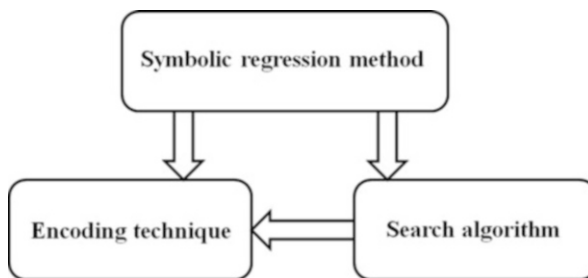 Symbolic regression method
Encoding technique
Search algorithm